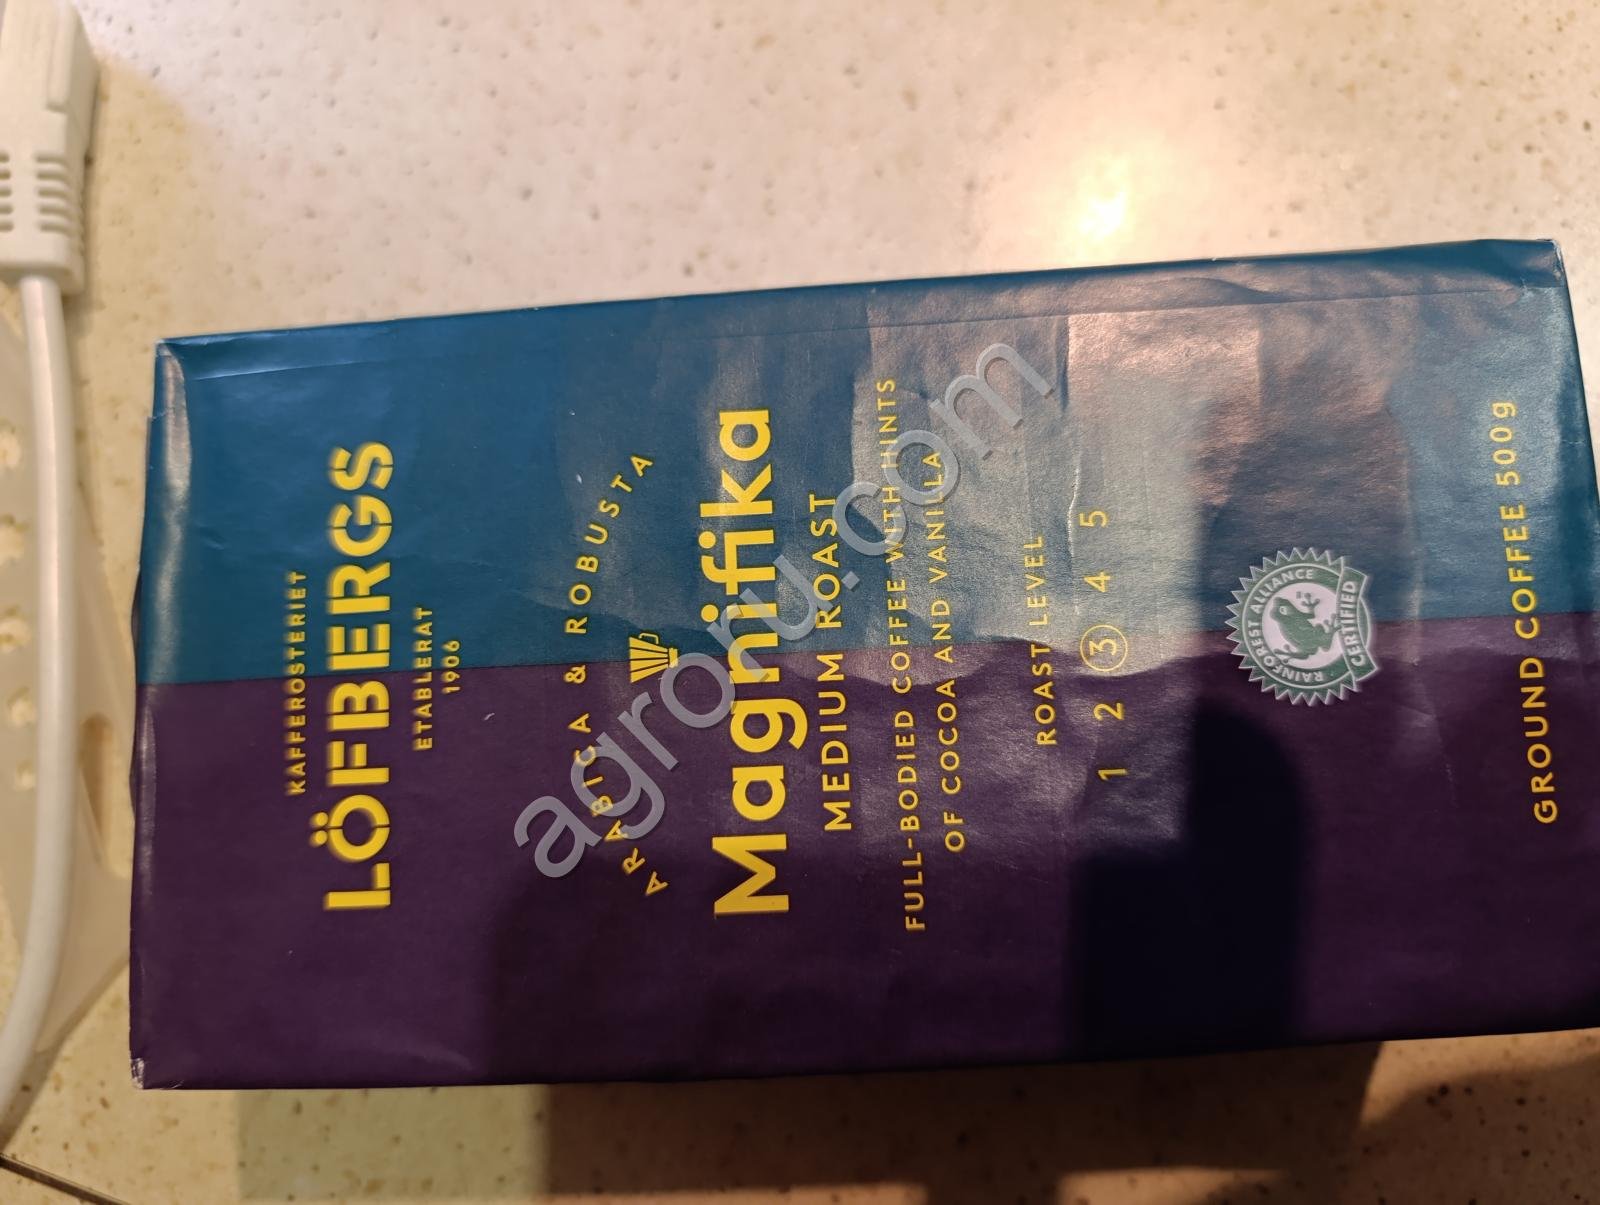 KAFFEROSTERIET
LÖFBERGS
ETABLERAT
1906
ARABICA & ROBUSTA
Magnifika
MEDIUM ROAST
FULL-BODIED COFFEE WITH HINTS
OF COCOA AND VANILLA
ROAST LEVEL
1 2 3 4 5
RAINFOREST ALLIANCE
CERTIFIED
GROUND COFFEE 500g
agroru.com